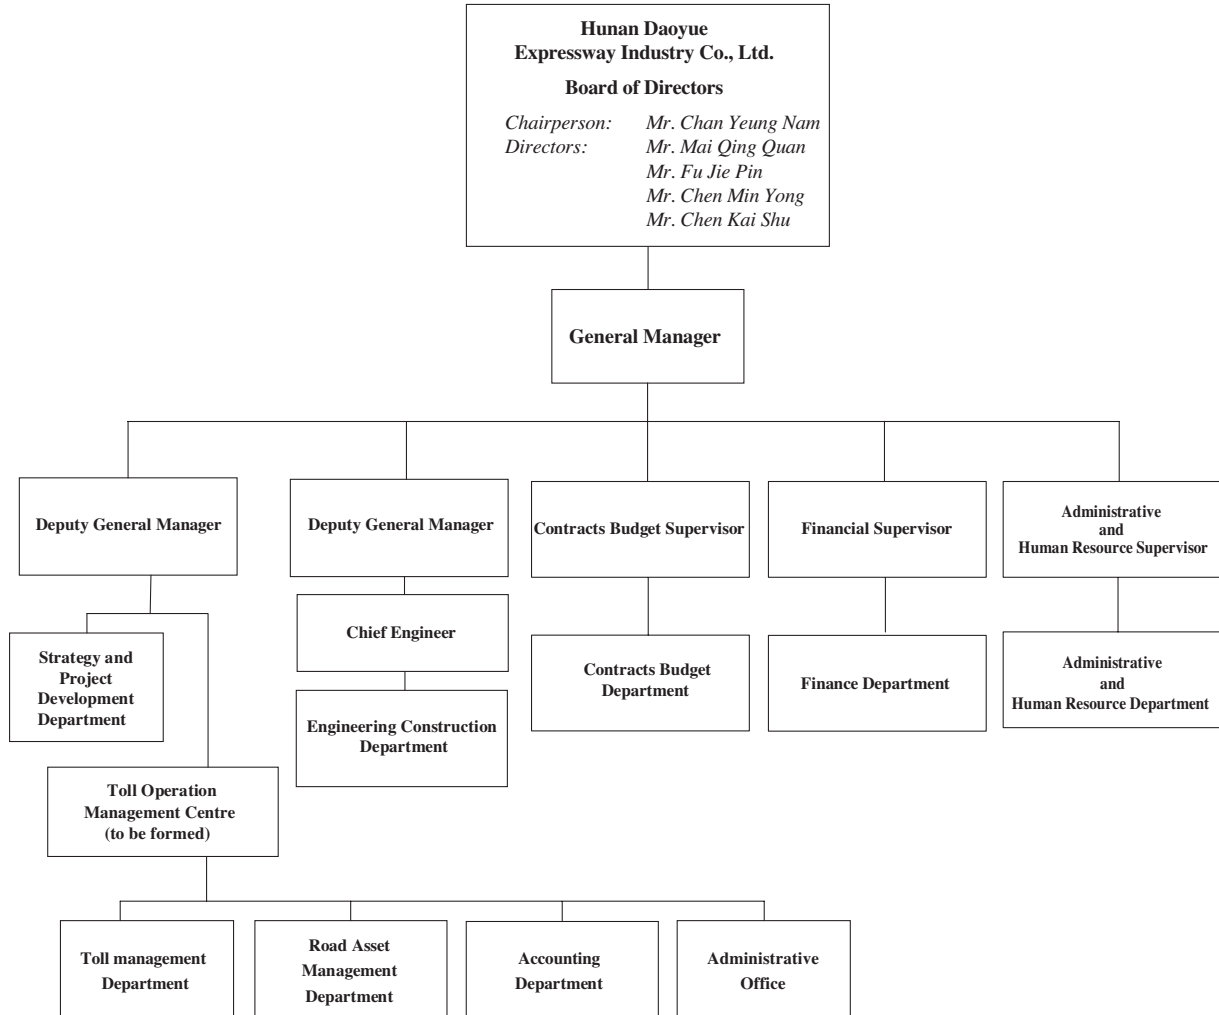 Hunan Daoyue
Expressway Industry Co., Ltd.
Board of Directors
Chairperson: Mr. Chan Yeung Nam
Directors: Mr. Mai Qing Quan
Mr. Fu Jie Pin
Mr. Chen Min Yong
Mr. Chen Kai Shu
General Manager
Deputy General Manager
Deputy General Manager
Contracts Budget Supervisor
Financial Supervisor
Administrative
and
Human Resource Supervisor
Strategy and
Project
Development
Department
Chief Engineer
Engineering Construction
Department
Contracts Budget
Department
Finance Department
Administrative
and
Human Resource Department
Toll Operation
Management Centre
(to be formed)
Toll management
Department
Road Asset
Management
Department
Accounting
Department
Administrative
Office